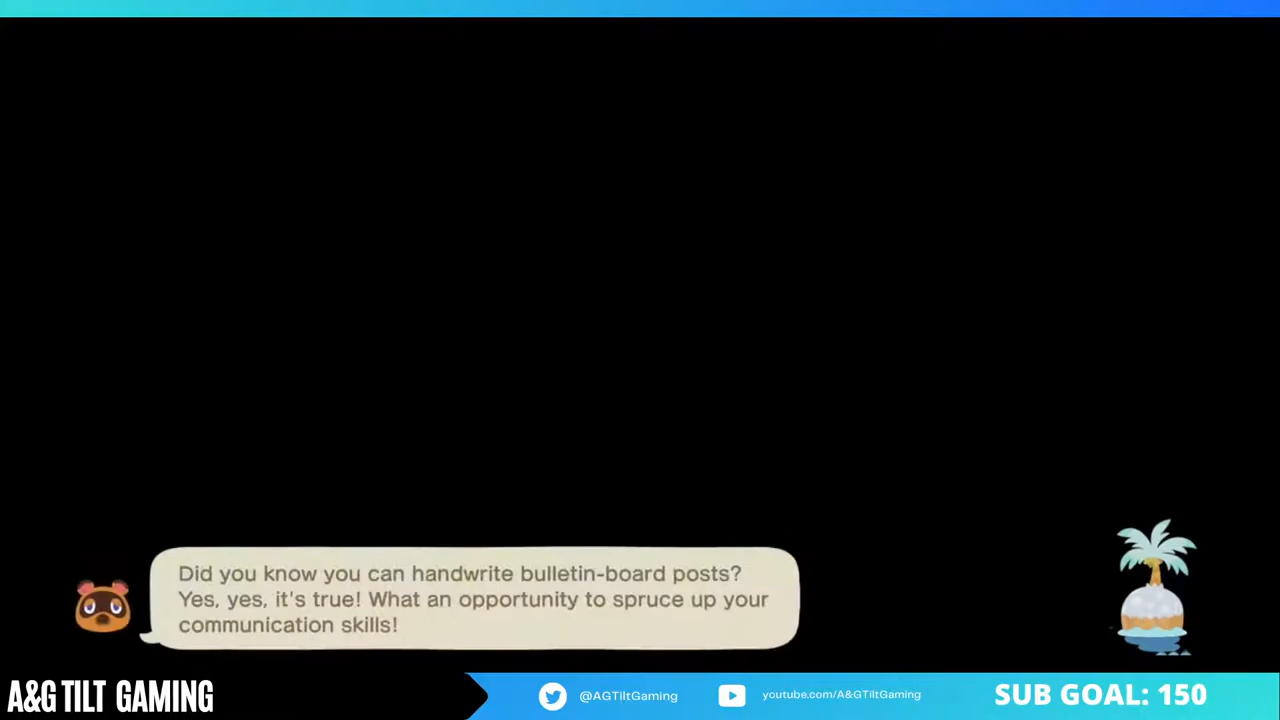 Did you know you can handwrite bulletin-board posts?
Yes, yes, it's true! What an opportunity to spruce up your
communication skills!
A&G TILT GAMING
@AGTiltGaming
youtube.com/A&GTiltGaming
SUB GOAL: 150